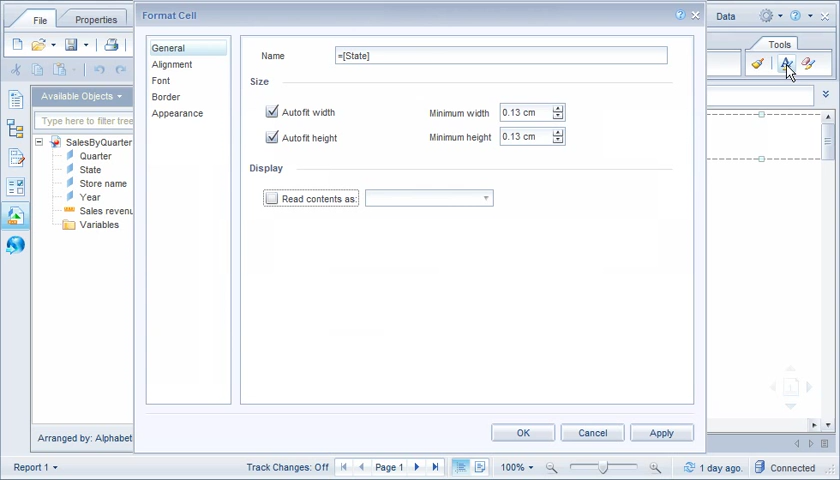 File
Properties
Format Cell
Data
Tools
Available Objects
Type here to filter tree
SalesByQuarter
Quarter
State
Store name
Year
Sales revenu
Variables
Arranged by: Alphabet
General
Alignment
Font
Border
Appearance
Name =[State]
Size
Autofit width Minimum width 0.13 cm
Autofit height Minimum height 0.13 cm
Display
Read contents as:
OK Cancel Apply
Report 1 Track Changes: Off Page 1 100% 1 day ago. Connected